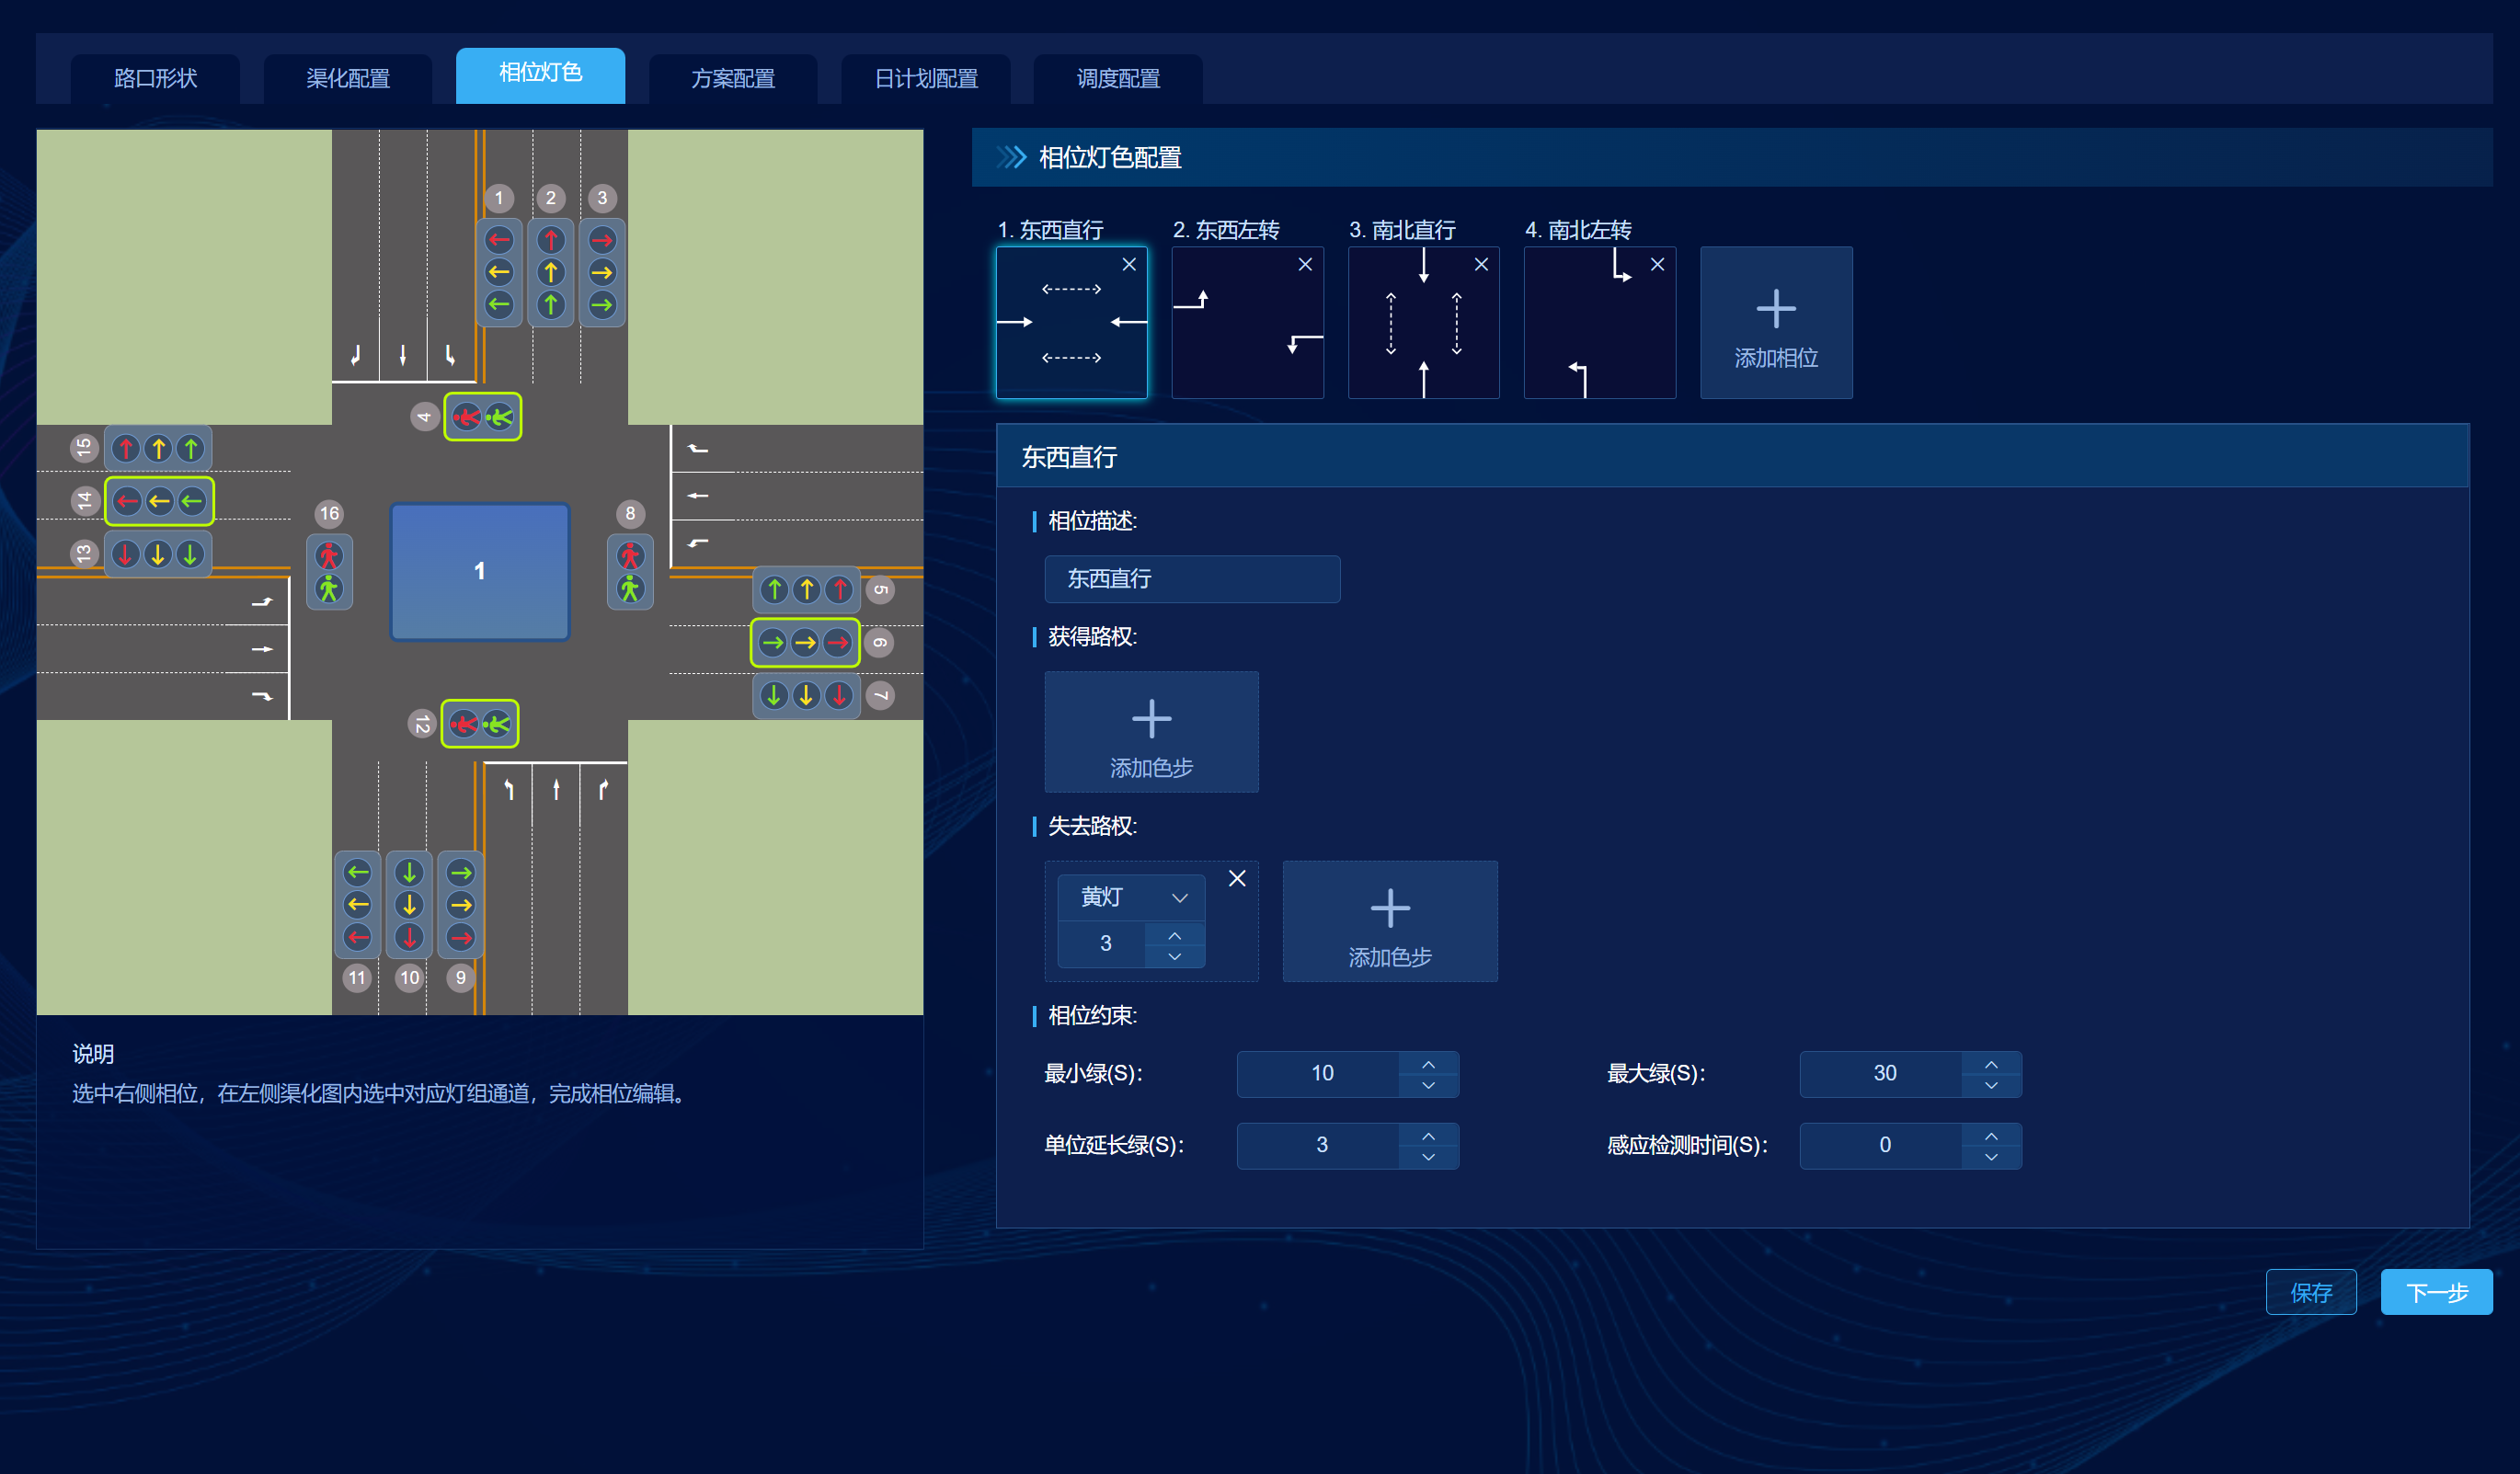 路口形状
渠化配置
相位灯色
方案配置
日计划配置
调度配置
1
2
3
4
15
14
13
16
8
1
5
6
7
12
11
10
9
说明
选中右侧相位，在左侧渠化图内选中对应灯组通道，完成相位编辑。
相位灯色配置
1. 东西直行
2. 东西左转
3. 南北直行
4. 南北左转
添加相位
东西直行
相位描述:
东西直行
获得路权:
添加色步
失去路权:
黄灯
3
添加色步
相位约束:
最小绿(S):
10
最大绿(S):
30
单位延长绿(S):
3
感应检测时间(S):
0
保存
下一步